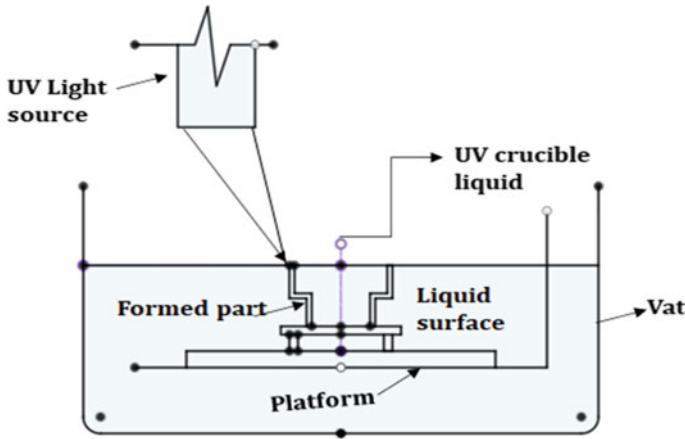 UV Light
source
UV crucible
liquid
Formed part
Liquid
surface
Vat
Platform